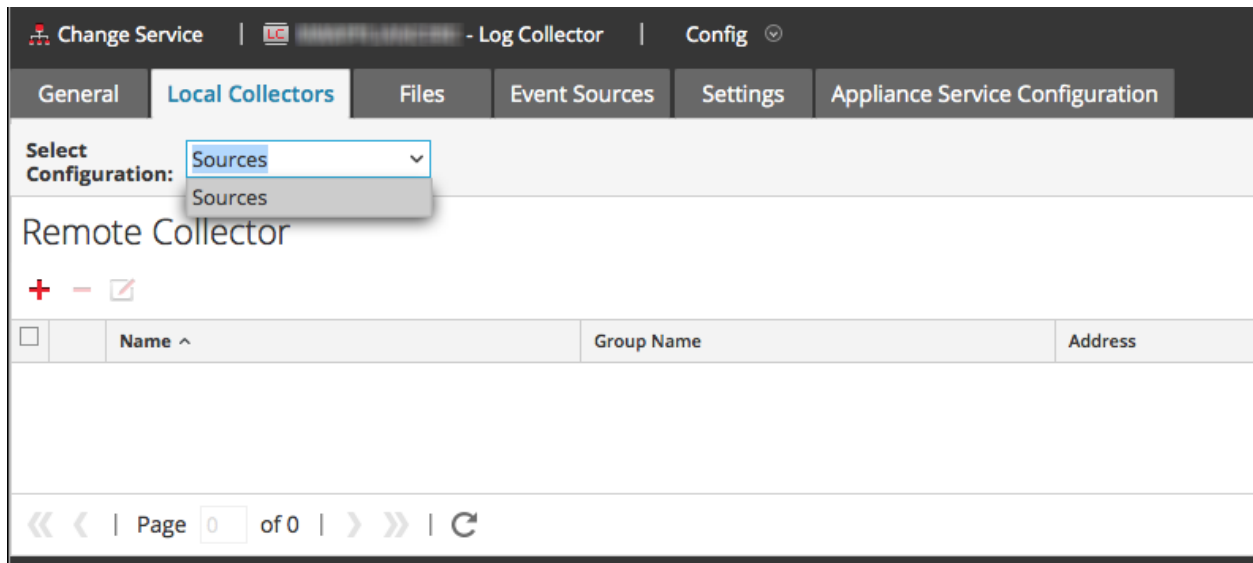 Change Service | LC - Log Collector | Config
General Local Collectors Files Event Sources Settings Appliance Service Configuration
Select
Configuration:
Sources
Sources
Remote Collector
Name Group Name Address
Page 0 of 0